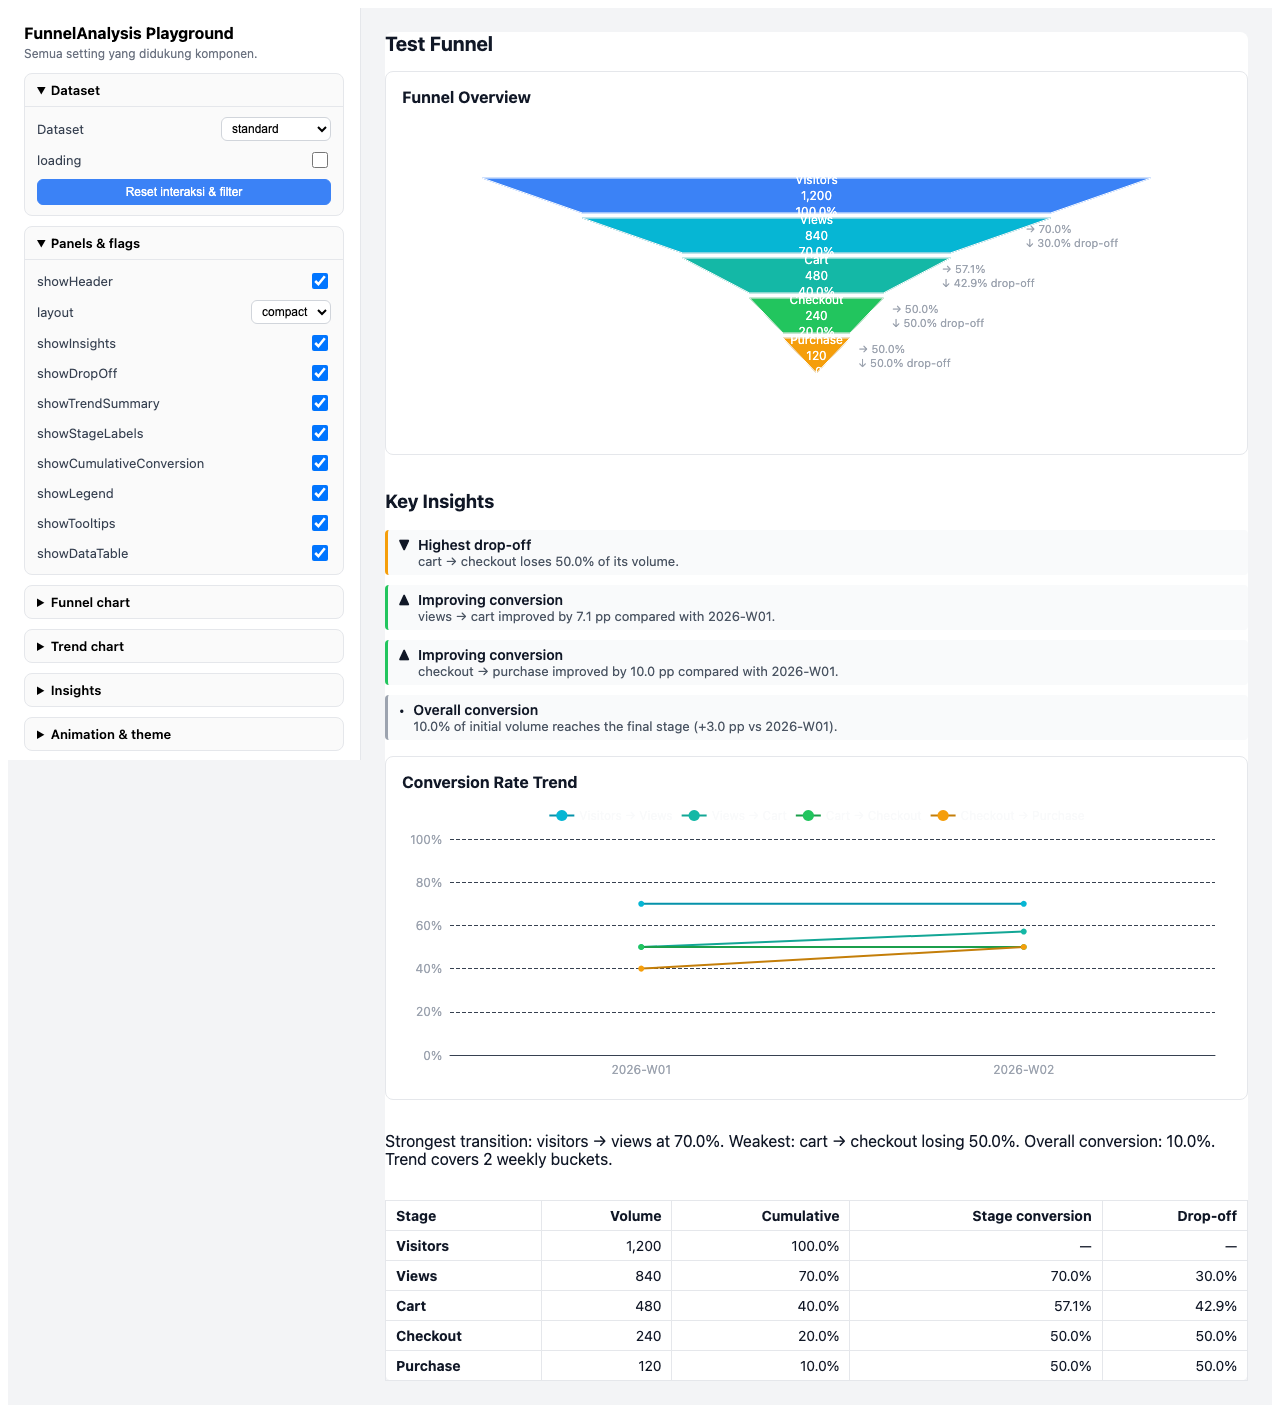 FunnelAnalysis Playground
Semua setting yang didukung komponen.
▼ Dataset
Dataset standard
loading
Reset interaksi & filter
▼ Panels & flags
showHeader
layout compact
showInsights
showDropOff
showTrendSummary
showStageLabels
showCumulativeConversion
showLegend
showTooltips
showDataTable
▶ Funnel chart
▶ Trend chart
▶ Insights
▶ Animation & theme
Test Funnel
Funnel Overview
Visitors
1,200
100.0%
Views
840
70.0%
→ 70.0%
↓ 30.0% drop-off
Cart
480
40.0%
→ 57.1%
↓ 42.9% drop-off
Checkout
240
20.0%
→ 50.0%
↓ 50.0% drop-off
Purchase
120
→ 50.0%
↓ 50.0% drop-off
Key Insights
▼ Highest drop-off
cart → checkout loses 50.0% of its volume.
▲ Improving conversion
views → cart improved by 7.1 pp compared with 2026-W01.
▲ Improving conversion
checkout → purchase improved by 10.0 pp compared with 2026-W01.
• Overall conversion
10.0% of initial volume reaches the final stage (+3.0 pp vs 2026-W01).
Conversion Rate Trend
Visitors → Views Views → Cart Cart → Checkout Checkout → Purchase
100%
80%
60%
40%
20%
0%
2026-W01 2026-W02
Strongest transition: visitors → views at 70.0%. Weakest: cart → checkout losing 50.0%. Overall conversion: 10.0%.
Trend covers 2 weekly buckets.
Stage Volume Cumulative Stage conversion Drop-off
Visitors 1,200 100.0% — —
Views 840 70.0% 70.0% 30.0%
Cart 480 40.0% 57.1% 42.9%
Checkout 240 20.0% 50.0% 50.0%
Purchase 120 10.0% 50.0% 50.0%